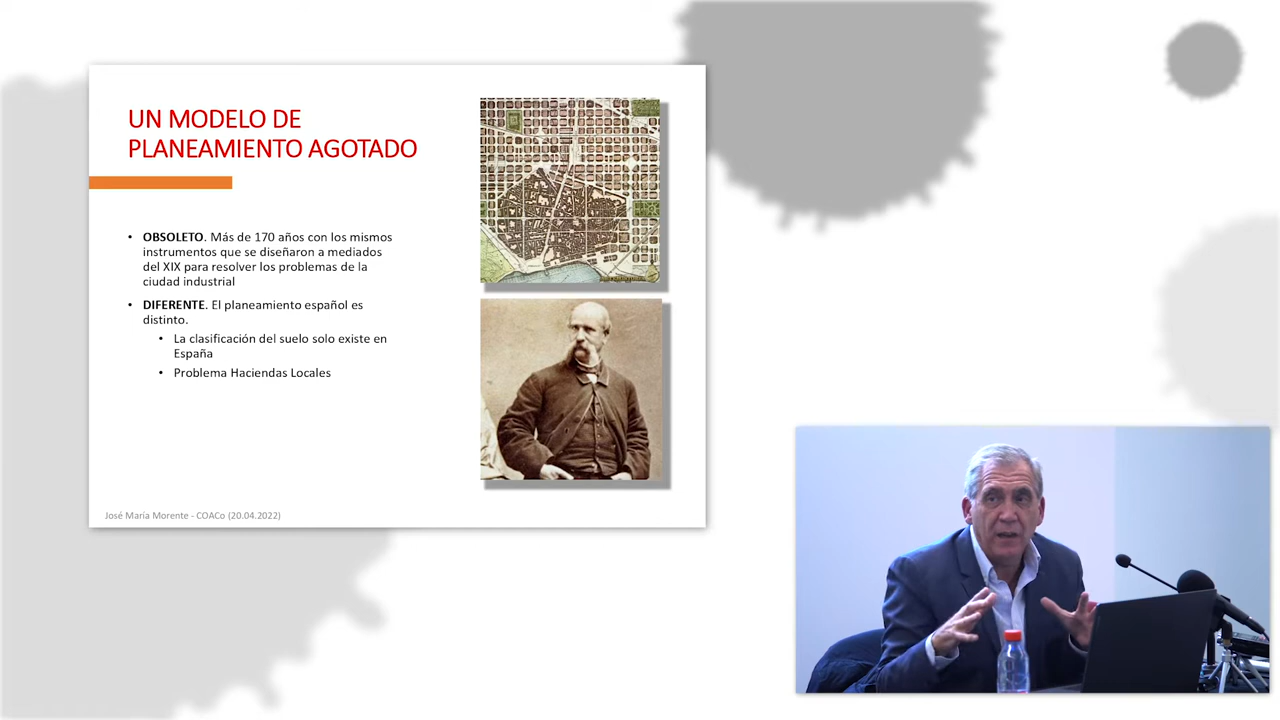 UN MODELO DE
PLANEAMIENTO AGOTADO
• OBSOLETO. Más de 170 años con los mismos
instrumentos que se diseñaron a mediados
del XIX para resolver los problemas de la
ciudad industrial
• DIFERENTE. El planeamiento español es
distinto.
• La clasificación del suelo solo existe en
España
• Problema Haciendas Locales
José María Morente - COACo (20.04.2022)